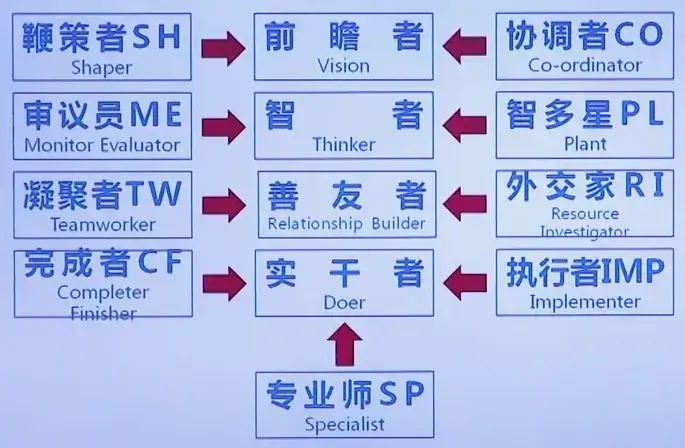 鞭策者SH
Shaper
前瞻者
Vision
协调者CO
Co-ordinator
审议员ME
Monitor Evaluator
智者
Thinker
智多星PL
Plant
凝聚者TW
Teamworker
善友者
Relationship Builder
外交家RI
Resource
Investigator
完成者CF
Completer
Finisher
实干者
Doer
执行者IMP
Implementer
专业师SP
Specialist